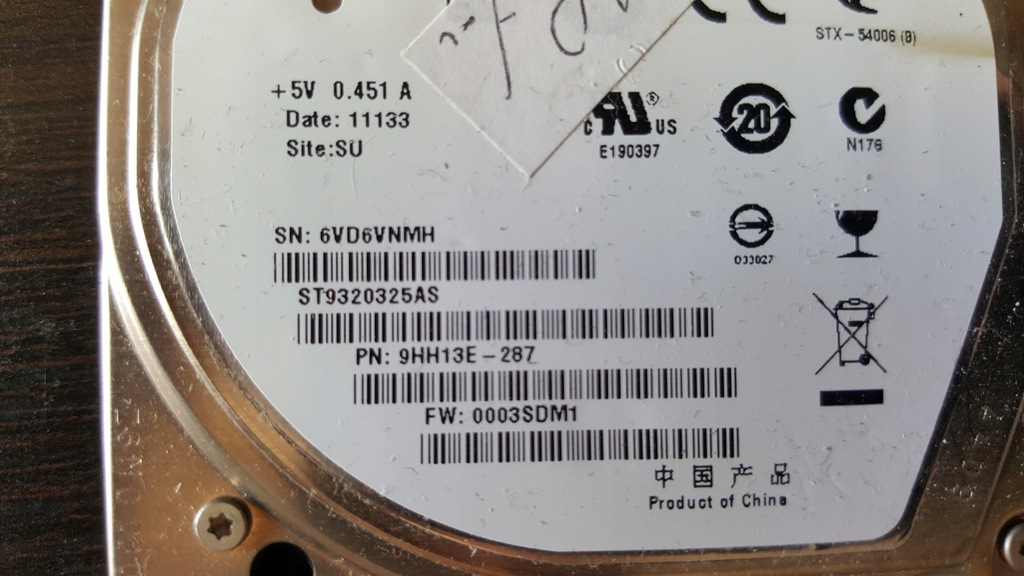 STX-54006 (B)
+5V 0.451 A
Date: 11133
Site:SU
c UL ® US
E190397
20
N176
SN: 6VD6VNMH
033027
ST9320325AS
PN: 9HH13E-287
FW: 0003SDM1
中国产品
Product of China